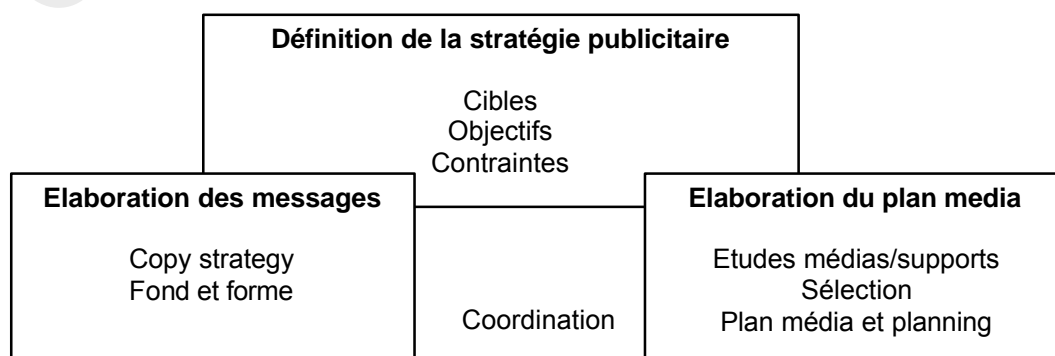 Définition de la stratégie publicitaire
Cibles
Objectifs
Contraintes
Elaboration des messages
Copy strategy
Fond et forme
Coordination
Elaboration du plan media
Etudes médias/supports
Sélection
Plan média et planning